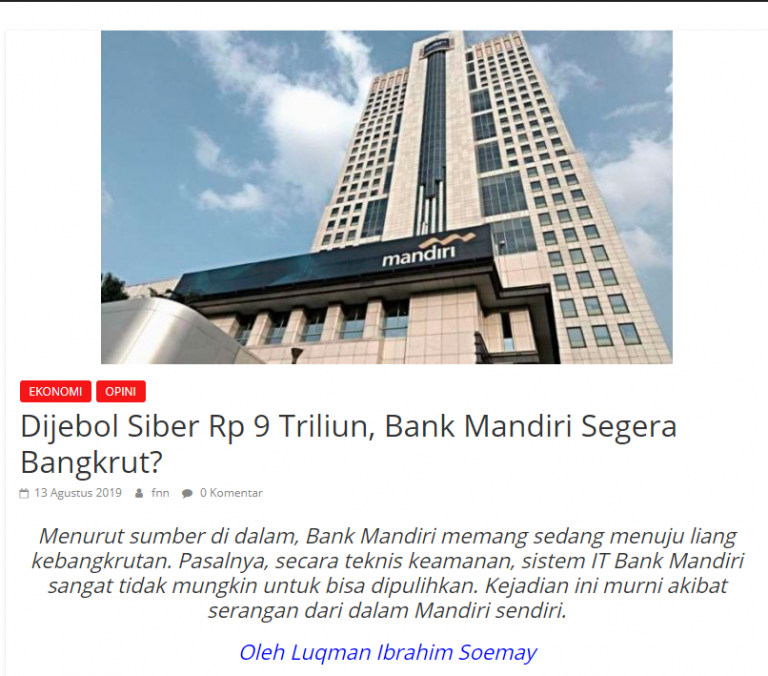 mandiri
EKONOMI OPINI
Dijebol Siber Rp 9 Triliun, Bank Mandiri Segera
Bangkrut?
13 Agustus 2019 fnn 0 Komentar
Menurut sumber di dalam, Bank Mandiri memang sedang menuju liang
kebangkrutan. Pasalnya, secara teknis keamanan, sistem IT Bank Mandiri
sangat tidak mungkin untuk bisa dipulihkan. Kejadian ini murni akibat
serangan dari dalam Mandiri sendiri.
Oleh Luqman Ibrahim Soemay